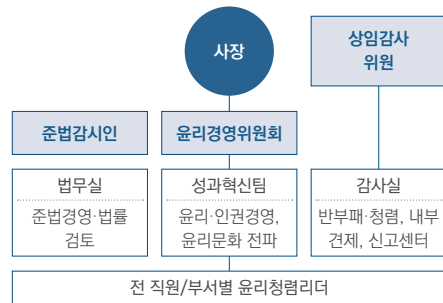 사장
상임감사
위원
준법감시인
윤리경영위원회
법무실
준법경영·법률
검토
성과혁신팀
윤리·인권경영,
윤리문화 전파
감사실
반부패·청렴, 내부
견제, 신고센터
전 직원/부서별 윤리청렴리더